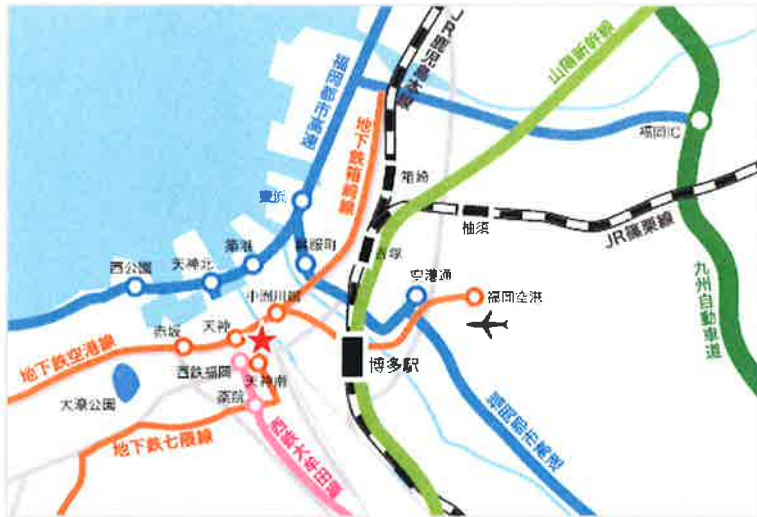 JR鹿児島本線
山陽新幹線
福岡都市高速
地下鉄箱崎線
福岡IC
箱崎
柚須
JR篠栗線
九州自動車道
吉塚
呉服町
築港
天神北
西公園
空港通
福岡空港
中洲川端
天神
赤坂
地下鉄空港線
博多駅
西鉄福岡
天神南
大濠公園
薬院
地下鉄七隈線
西鉄大牟田線
福岡都市高速